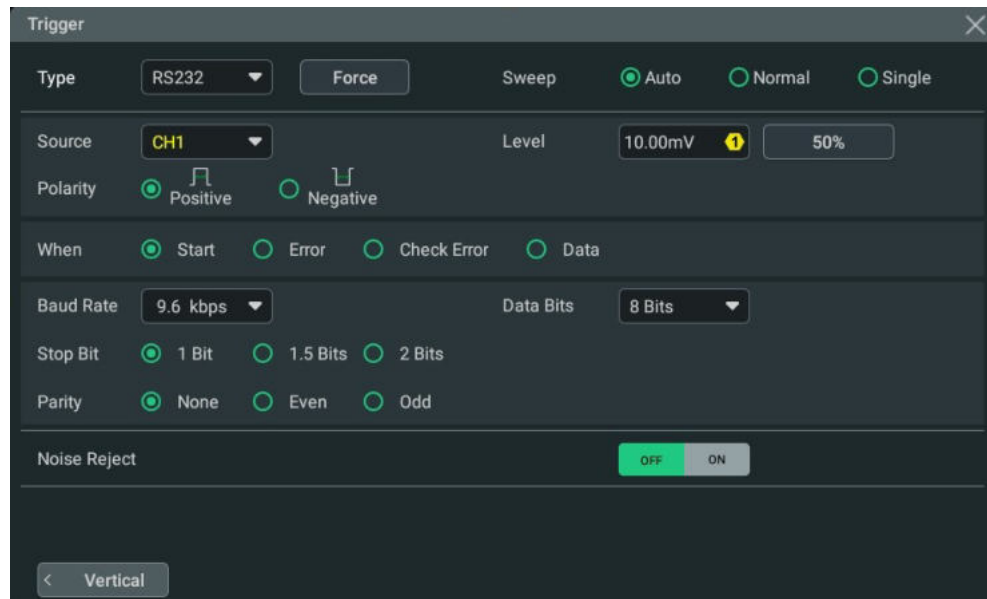 Trigger
Type RS232 Force Sweep Auto Normal Single
Source CH1 Level 10.00mV 1 50%
Polarity Positive Negative
When Start Error Check Error Data
Baud Rate 9.6 kbps Data Bits 8 Bits
Stop Bit 1 Bit 1.5 Bits 2 Bits
Parity None Even Odd
Noise Reject OFF ON
< Vertical